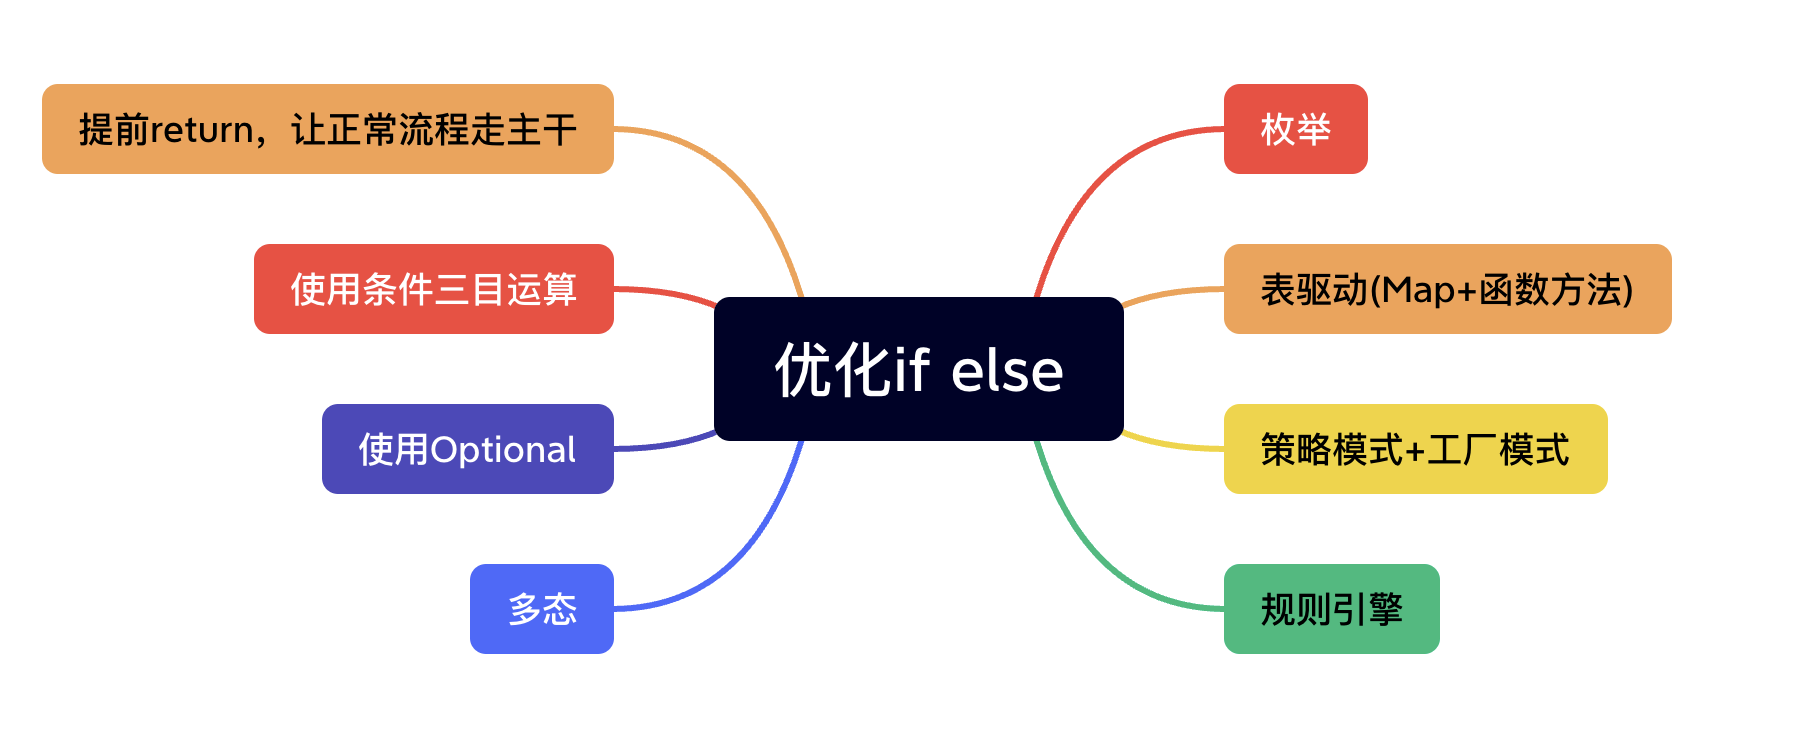 提前return，让正常流程走主干
使用条件三目运算
使用Optional
多态
优化if else
枚举
表驱动(Map+函数方法)
策略模式+工厂模式
规则引擎